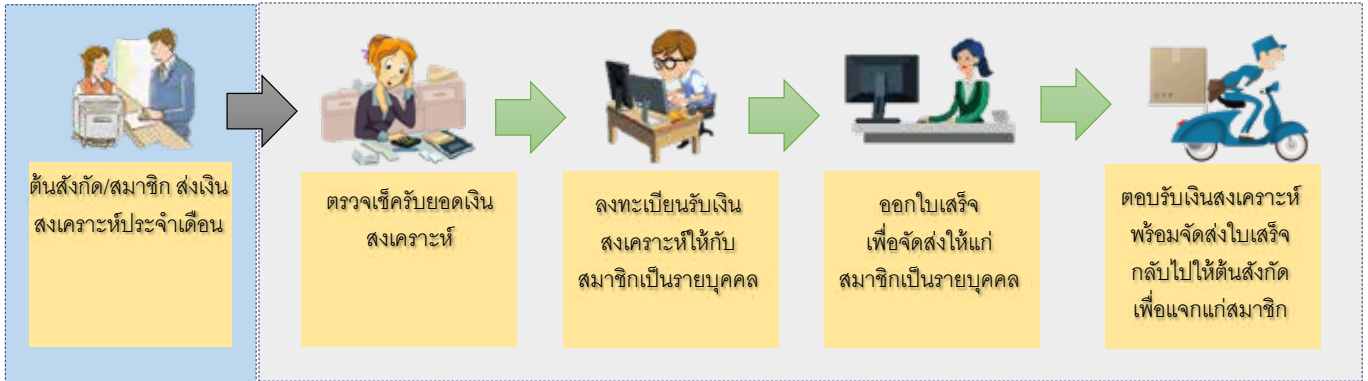 ต้นสังกัด/สมาชิก ส่งเงิน
สงเคราะห์ประจำเดือน
ตรวจเช็ครับยอดเงิน
สงเคราะห์
ลงทะเบียนรับเงิน
สงเคราะห์ให้กับ
สมาชิกเป็นรายบุคคล
ออกใบเสร็จ
เพื่อจัดส่งให้แก่
สมาชิกเป็นรายบุคคล
ตอบรับเงินสงเคราะห์
พร้อมจัดส่งใบเสร็จ
กลับไปให้ต้นสังกัด
เพื่อแจกแก่สมาชิก